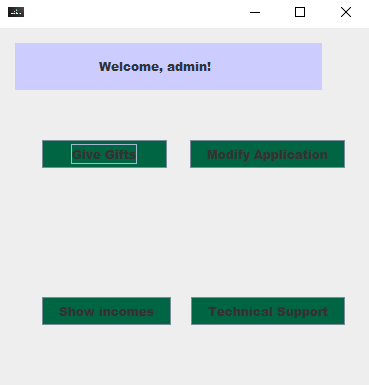 Welcome, admin!
Give Gifts
Modify Application
Show incomes
Technical Support